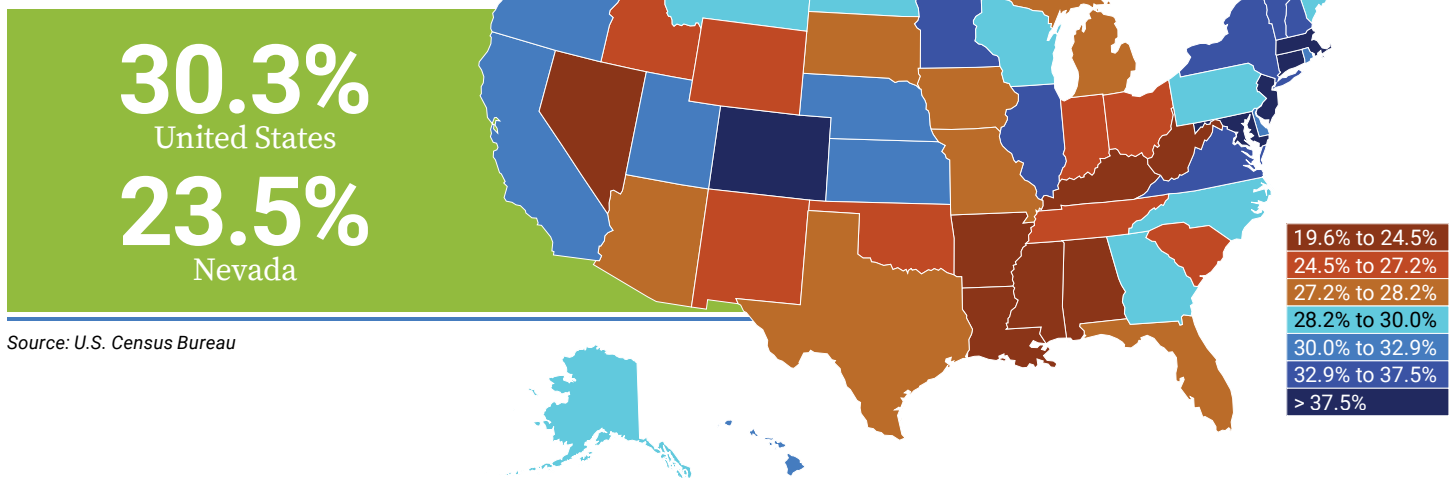 30.3%
United States
23.5%
Nevada
Source: U.S. Census Bureau
19.6% to 24.5%
24.5% to 27.2%
27.2% to 28.2%
28.2% to 30.0%
30.0% to 32.9%
32.9% to 37.5%
> 37.5%